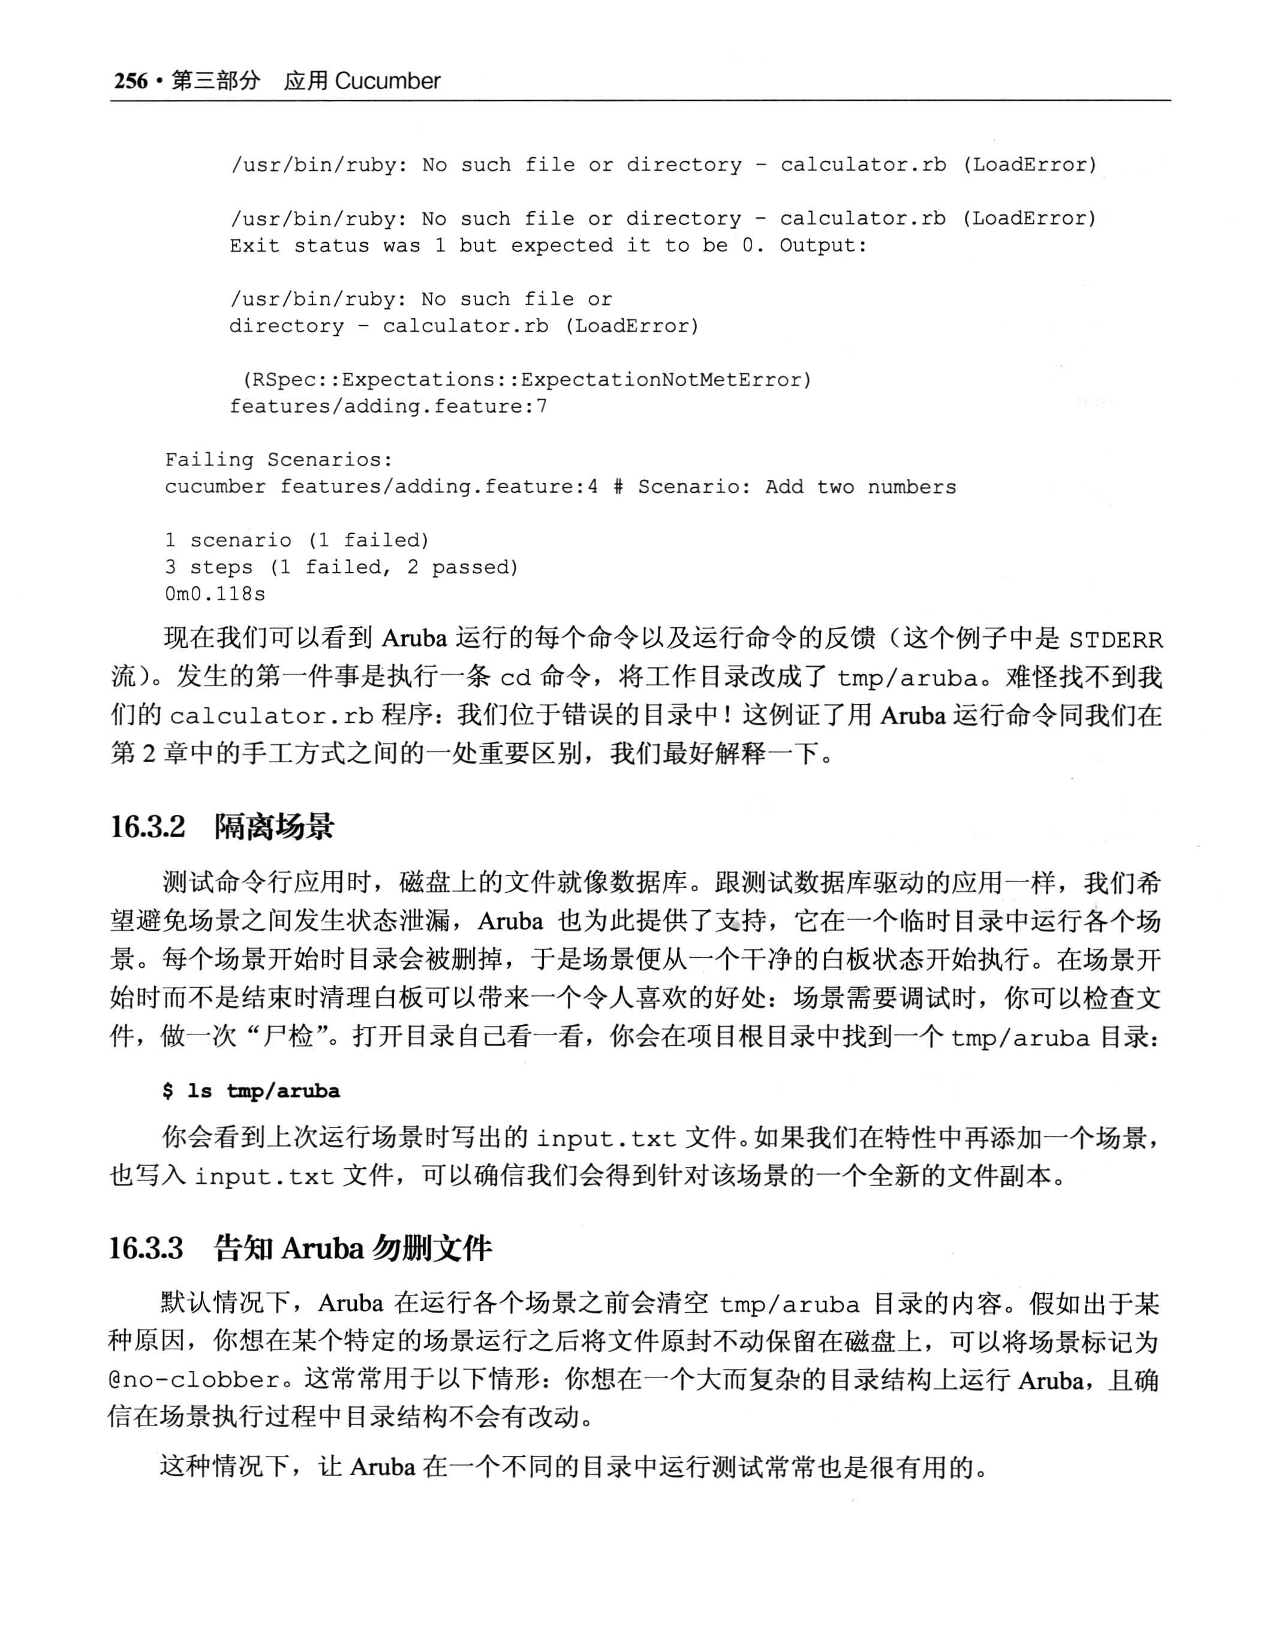 256 · 第三部分 应用 Cucumber
/usr/bin/ruby: No such file or directory - calculator.rb (LoadError)
/usr/bin/ruby: No such file or directory - calculator.rb (LoadError)
Exit status was 1 but expected it to be 0. Output:
/usr/bin/ruby: No such file or
directory - calculator.rb (LoadError)
(RSpec::Expectations::ExpectationNotMetError)
features/adding.feature:7
Failing Scenarios:
cucumber features/adding.feature:4 # Scenario: Add two numbers
1 scenario (1 failed)
3 steps (1 failed, 2 passed)
0m0.118s
现在我们可以看到 Aruba 运行的每个命令以及运行命令的反馈（这个例子中是 STDERR
流）。发生的第一件事是执行一条 cd 命令，将工作目录改成了 tmp/aruba。难怪找不到我
们的 calculator.rb 程序：我们位于错误的目录中！这例证了用 Aruba 运行命令同我们在
第 2 章中的手工方式之间的一处重要区别，我们最好解释一下。
16.3.2 隔离场景
测试命令行应用时，磁盘上的文件就像数据库。跟测试数据库驱动的应用一样，我们希
望避免场景之间发生状态泄漏，Aruba 也为此提供了支持，它在一个临时目录中运行各个场
景。每个场景开始时目录会被删掉，于是场景便从一个干净的白板状态开始执行。在场景开
始时而不是结束时清理白板可以带来一个令人喜欢的好处：场景需要调试时，你可以检查文
件，做一次“尸检”。打开目录自己看一看，你会在项目根目录中找到一个 tmp/aruba 目录：
$ ls tmp/aruba
你会看到上次运行场景时写出的 input.txt 文件。如果我们在特性中再添加一个场景，
也写入 input.txt 文件，可以确信我们会得到针对该场景的一个全新的文件副本。
16.3.3 告知 Aruba 勿删文件
默认情况下，Aruba 在运行各个场景之前会清空 tmp/aruba 目录的内容。假如出于某
种原因，你想在某个特定的场景运行之后将文件原封不动保留在磁盘上，可以将场景标记为
@no-clobber。这常常用于以下情形：你想在一个大而复杂的目录结构上运行 Aruba，且确
信在场景执行过程中目录结构不会有改动。
这种情况下，让 Aruba 在一个不同的目录中运行测试常常也是很有用的。